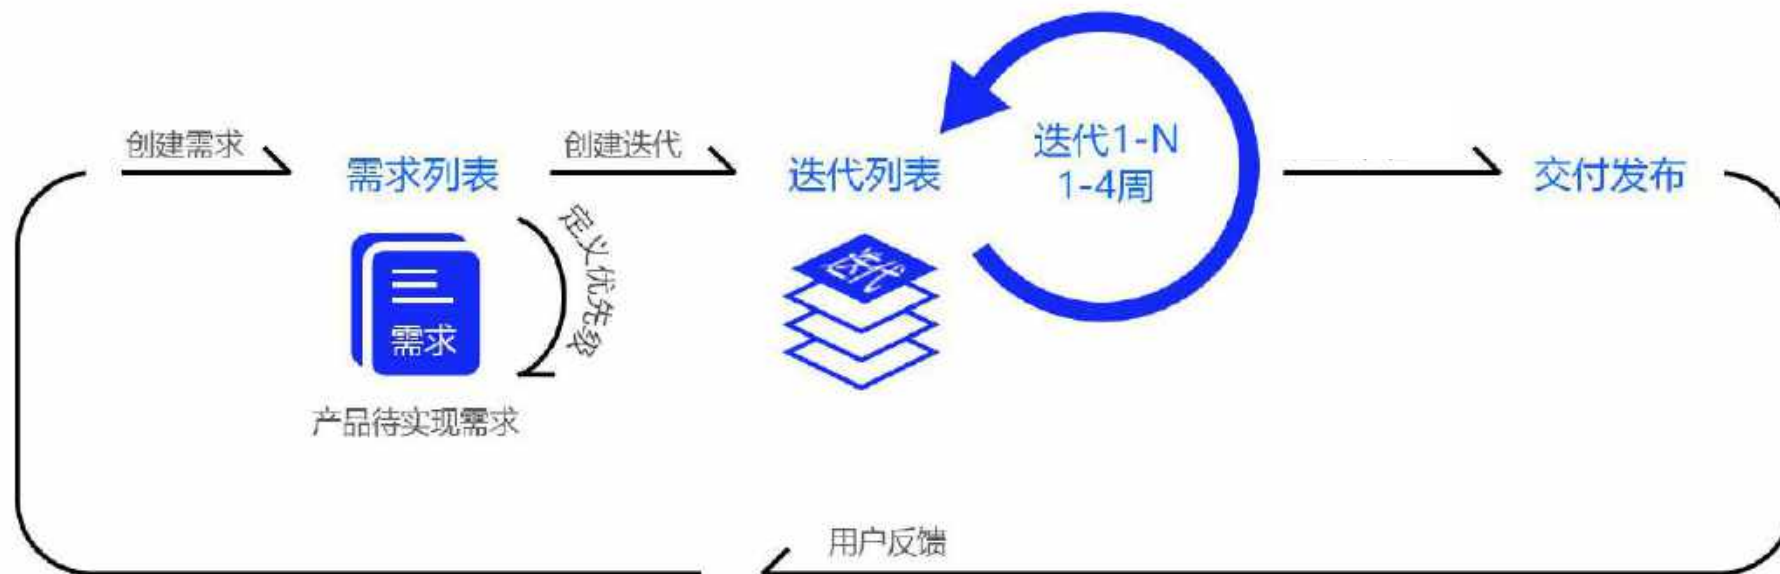 创建需求
需求列表
创建迭代
迭代列表
迭代1-N
1-4周
交付发布
定义优先级
需求
迭代
产品待实现需求
用户反馈